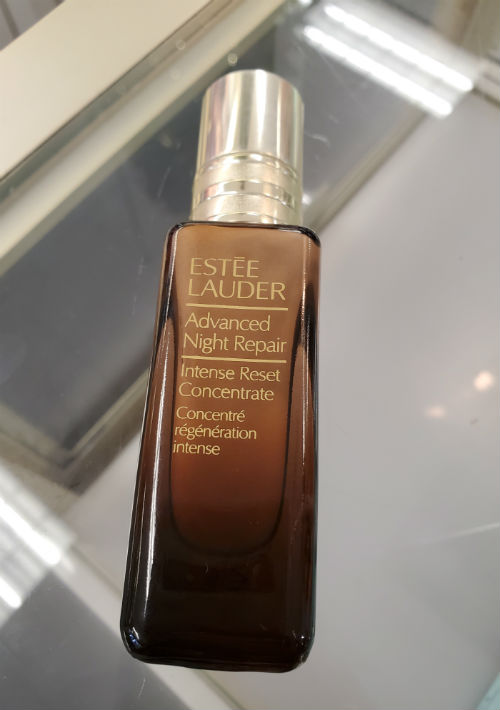 ESTĒE
LAUDER
Advanced
Night Repair
Intense Reset
Concentrate
Concentré
régénération
intense